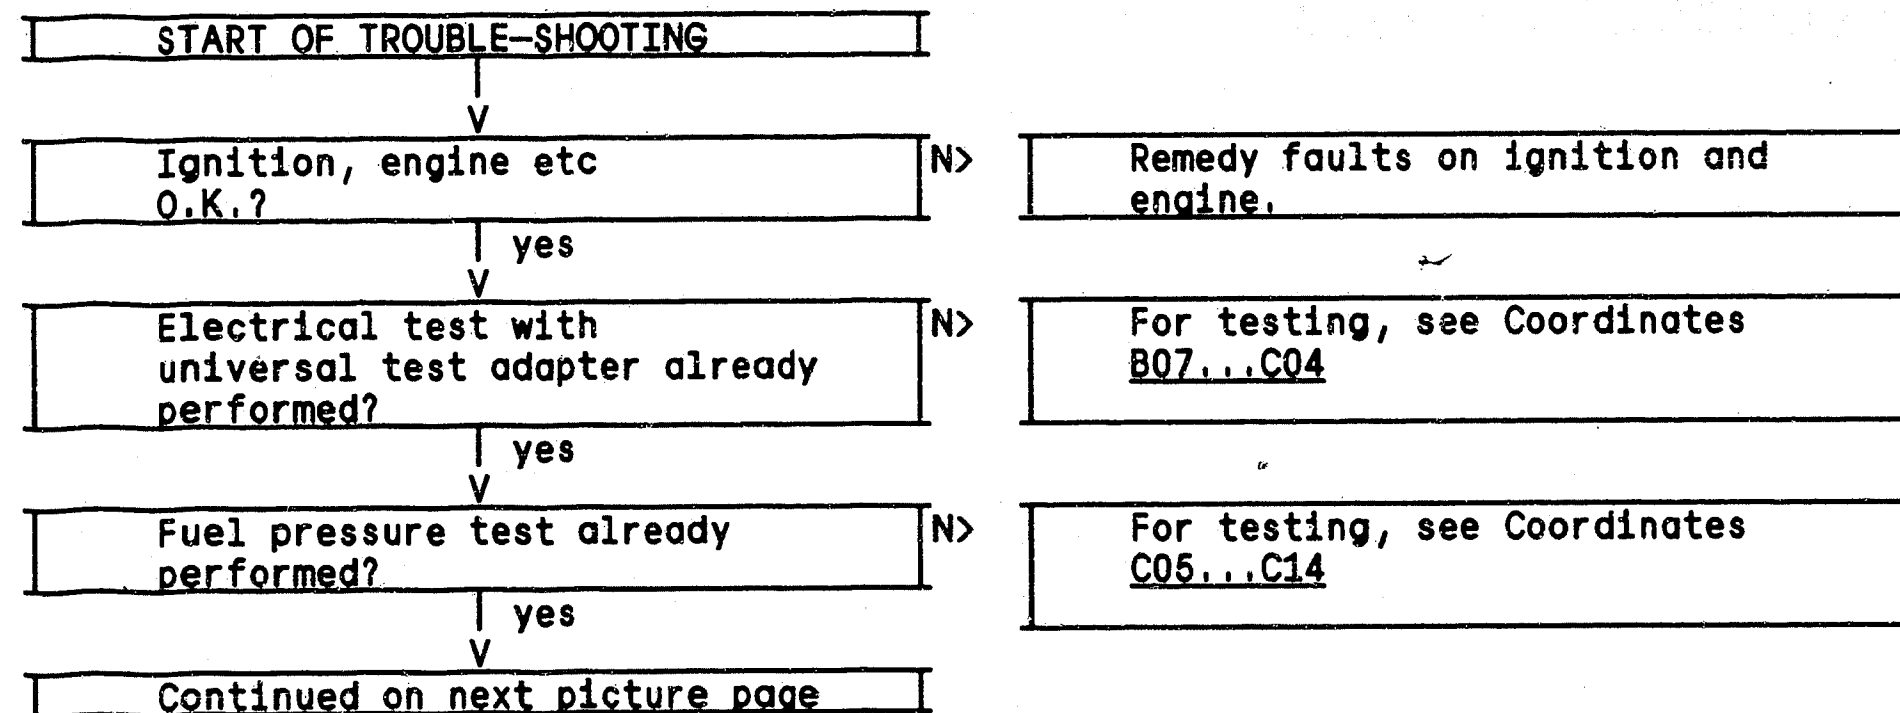 START OF TROUBLE-SHOOTING
V
Ignition, engine etc
O.K.?
N>
Remedy faults on ignition and
engine.
yes
V
Electrical test with
universal test adapter already
performed?
N>
For testing, see Coordinates
B07...C04
yes
V
Fuel pressure test already
performed?
N>
For testing, see Coordinates
C05...C14
yes
V
Continued on next picture page